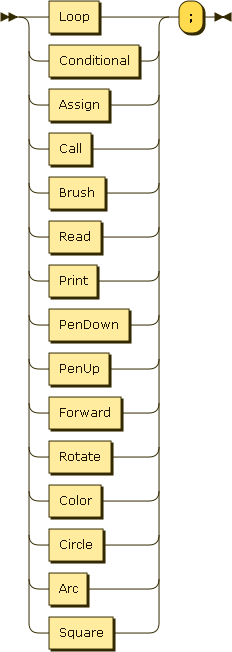 Loop ;
Conditional
Assign
Call
Brush
Read
Print
PenDown
PenUp
Forward
Rotate
Color
Circle
Arc
Square